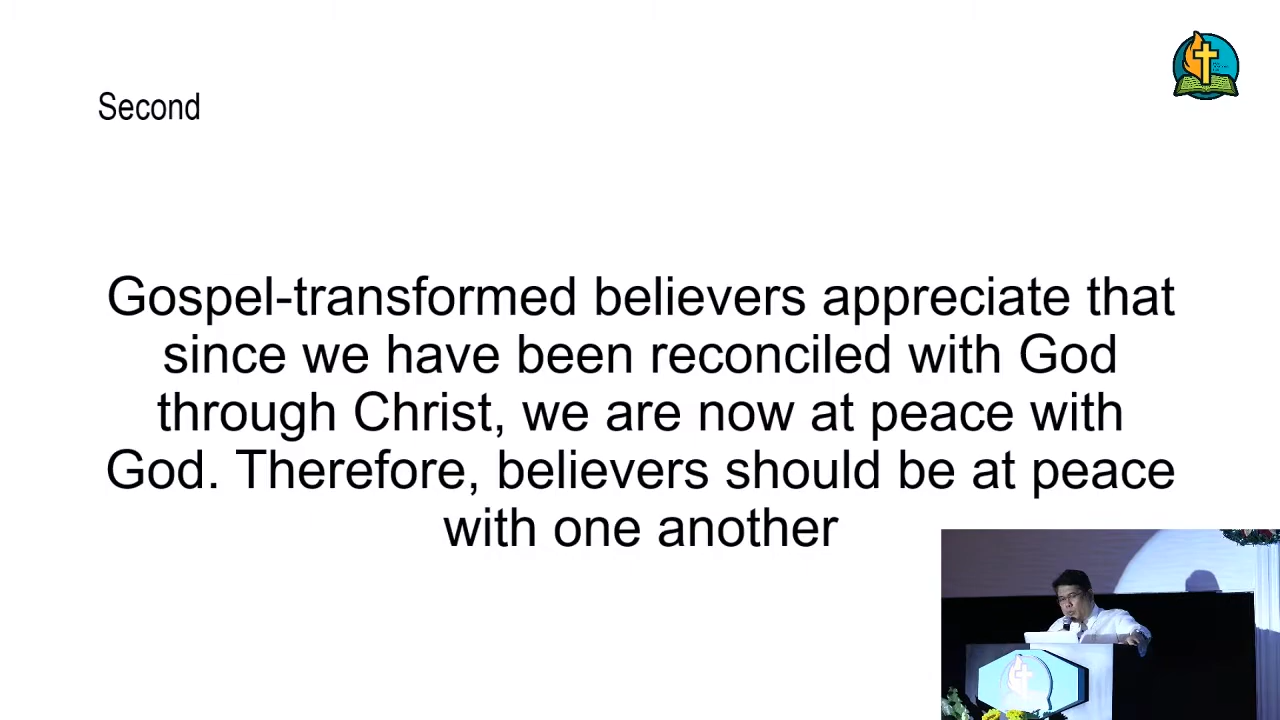 Second
Gospel-transformed believers appreciate that
since we have been reconciled with God
through Christ, we are now at peace with
God. Therefore, believers should be at peace
with one another